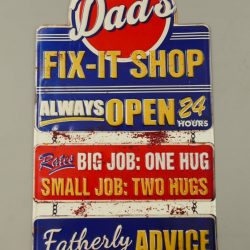 Dad's
FIX-IT SHOP
ALWAYS OPEN 24
HOURS
Rates BIG JOB: ONE HUG
SMALL JOB: TWO HUGS
Fatherly ADVICE